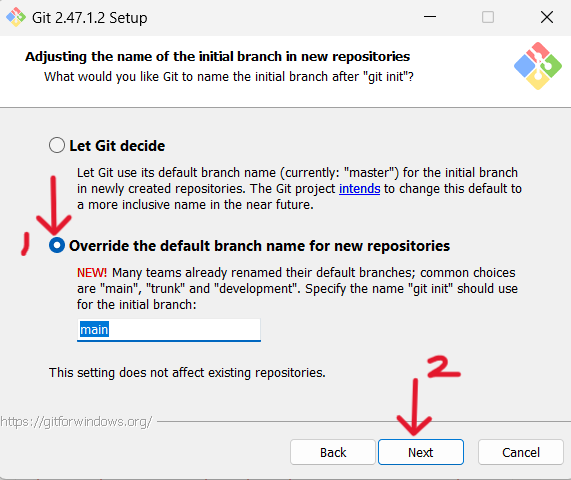 Git 2.47.1.2 Setup
Adjusting the name of the initial branch in new repositories
What would you like Git to name the initial branch after "git init"?
Let Git decide
Let Git use its default branch name (currently: "master") for the initial branch
in newly created repositories. The Git project intends to change this default to
a more inclusive name in the near future.
1
Override the default branch name for new repositories
NEW! Many teams already renamed their default branches; common choices
are "main", "trunk" and "development". Specify the name "git init" should use
for the initial branch:
main
This setting does not affect existing repositories.
2
https://gitforwindows.org/
Back Next Cancel